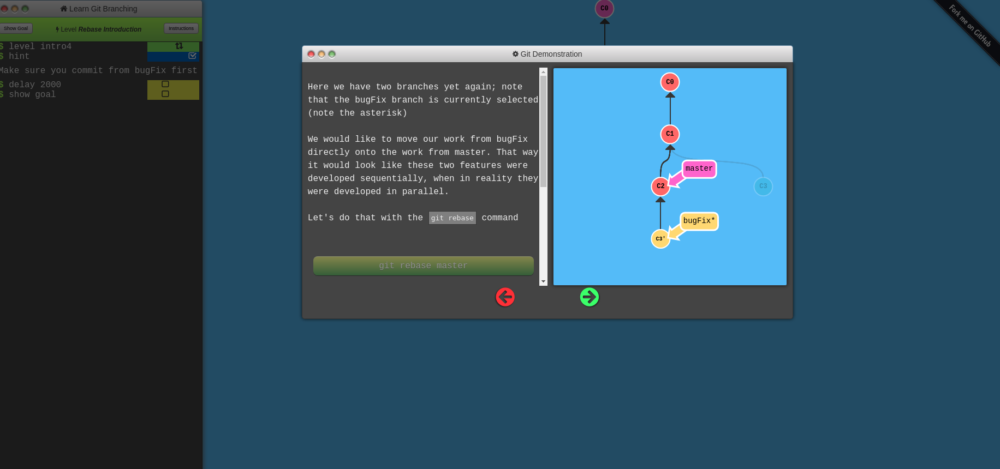 Learn Git Branching
Show Goal
Level Rebase Introduction
Instructions
$ level intro4
$ hint
Make sure you commit from bugFix first
$ delay 2000
$ show goal
C0
Fork me on GitHub
Git Demonstration
Here we have two branches yet again; note
that the bugFix branch is currently selected
(note the asterisk)
We would like to move our work from bugFix
directly onto the work from master. That way
it would look like these two features were
developed sequentially, when in reality they
were developed in parallel.
Let's do that with the git rebase command
git rebase master
C0
C1
master
C2
C3
bugFix*
C3'